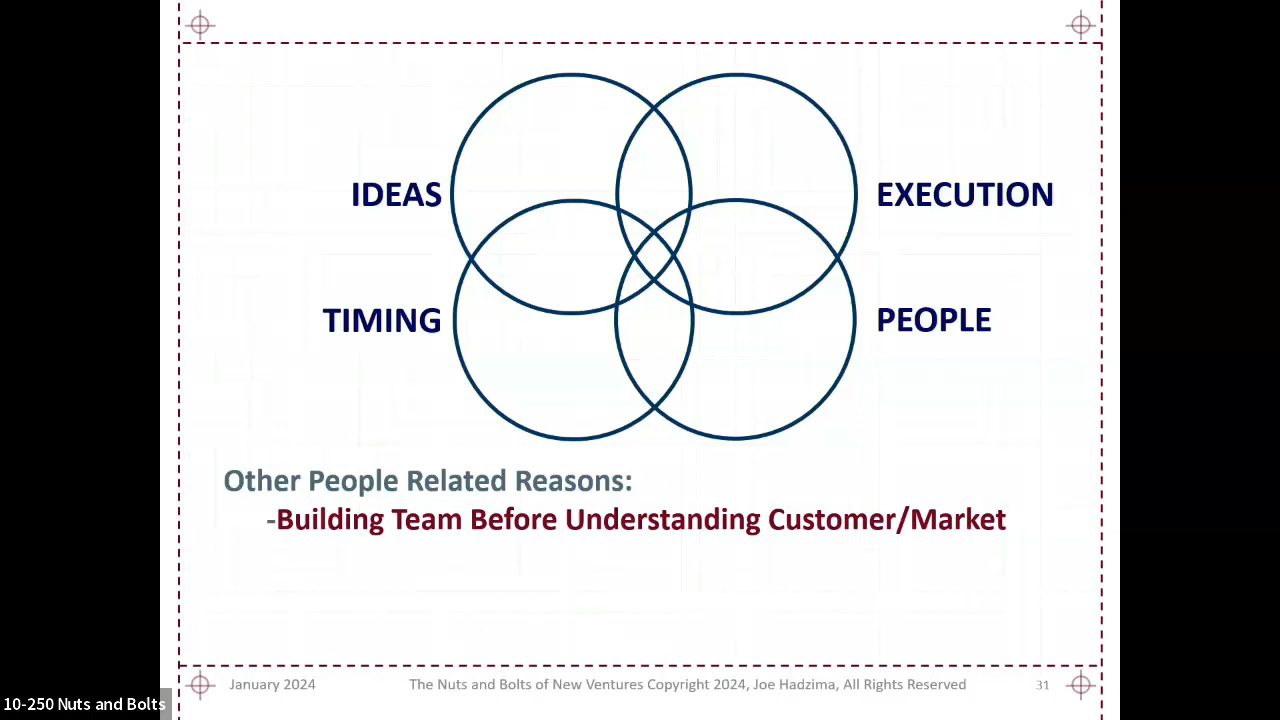 IDEAS
EXECUTION
TIMING
PEOPLE
Other People Related Reasons:
-Building Team Before Understanding Customer/Market
January 2024
The Nuts and Bolts of New Ventures Copyright 2024, Joe Hadzima, All Rights Reserved
31
10-250 Nuts and Bolts